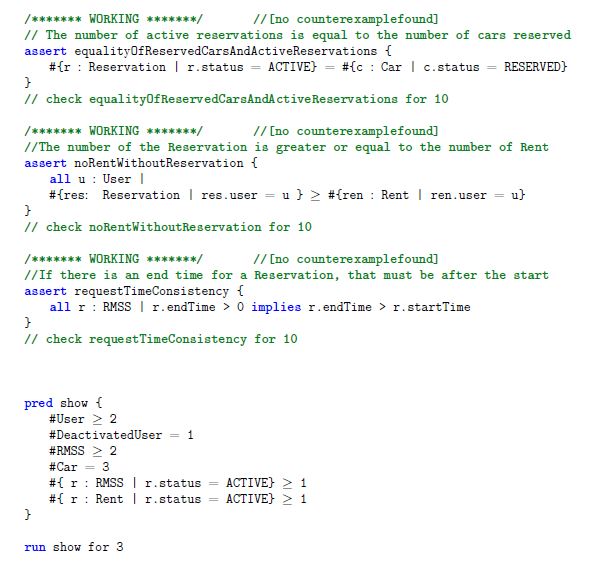 /******* WORKING *******/ //[no counterexamplefound]
// The number of active reservations is equal to the number of cars reserved
assert equalityOfReservedCarsAndActiveReservations {
#{r : Reservation | r.status = ACTIVE} = #{c : Car | c.status = RESERVED}
}
// check equalityOfReservedCarsAndActiveReservations for 10
/******* WORKING *******/ //[no counterexamplefound]
//The number of the Reservation is greater or equal to the number of Rent
assert noRentWithoutReservation {
all u : User |
#{res: Reservation | res.user = u } ≥ #{ren : Rent | ren.user = u}
}
// check noRentWithoutReservation for 10
/******* WORKING *******/ //[no counterexamplefound]
//If there is an end time for a Reservation, that must be after the start
assert requestTimeConsistency {
all r : RMSS | r.endTime > 0 implies r.endTime > r.startTime
}
// check requestTimeConsistency for 10
pred show {
#User ≥ 2
#DeactivatedUser = 1
#RMSS ≥ 2
#Car = 3
#{ r : RMSS | r.status = ACTIVE} ≥ 1
#{ r : Rent | r.status = ACTIVE} ≥ 1
}
run show for 3